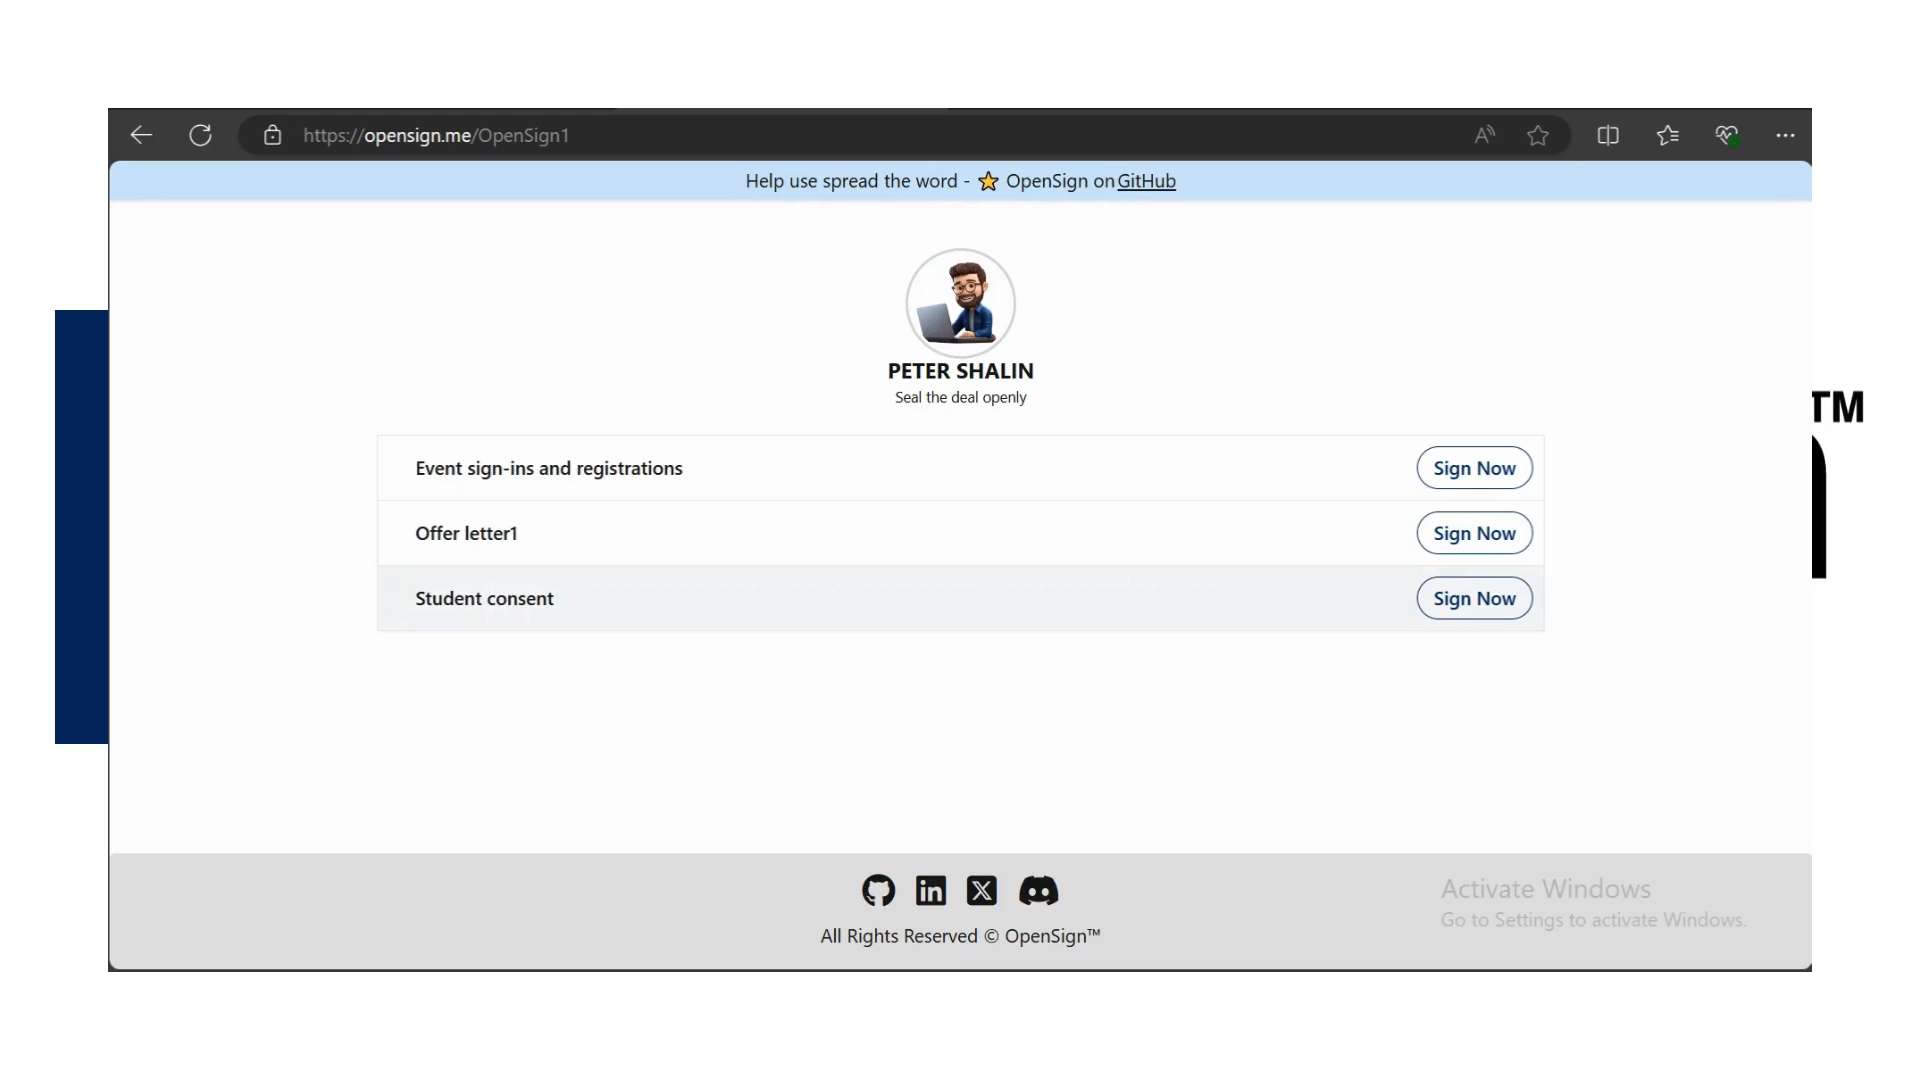 https://opensign.me/OpenSign1
Help use spread the word - ⭐ OpenSign on GitHub
PETER SHALIN
Seal the deal openly
TM
Event sign-ins and registrations Sign Now
Offer letter1 Sign Now
Student consent Sign Now
Activate Windows
Go to Settings to activate Windows.
All Rights Reserved © OpenSign™